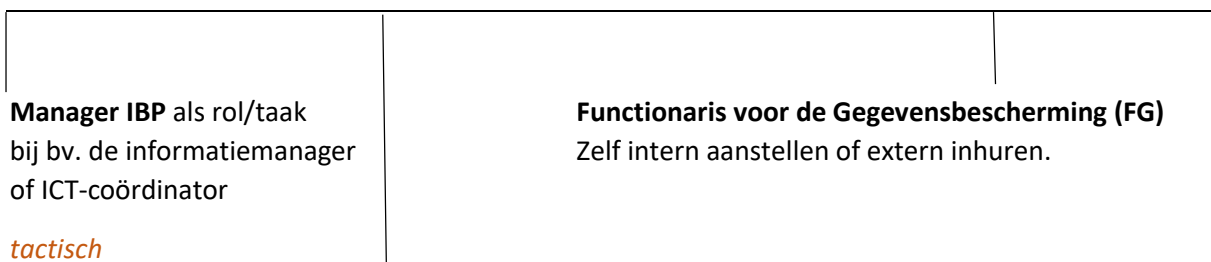 Manager IBP als rol/taak
bij bv. de informatiemanager
of ICT-coördinator
tactisch
Functionaris voor de Gegevensbescherming (FG)
Zelf intern aanstellen of extern inhuren.